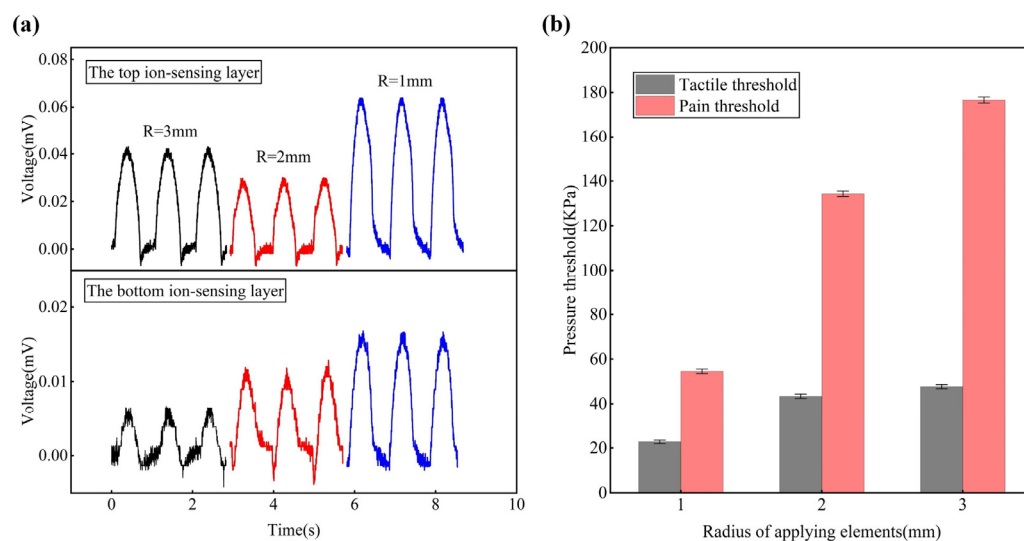 (a)
0.08
0.06
0.04
0.02
0.00
Voltage(mV)
The top ion-sensing layer
R=3mm
R=2mm
R=1mm
The bottom ion-sensing layer
0.02
0.01
0.00
Voltage(mV)
0 2 4 6 8 10
Time(s)
(b)
200
180
160
140
120
100
80
60
40
20
0
Pressure threshold(KPa)
Tactile threshold
Pain threshold
1 2 3
Radius of applying elements(mm)